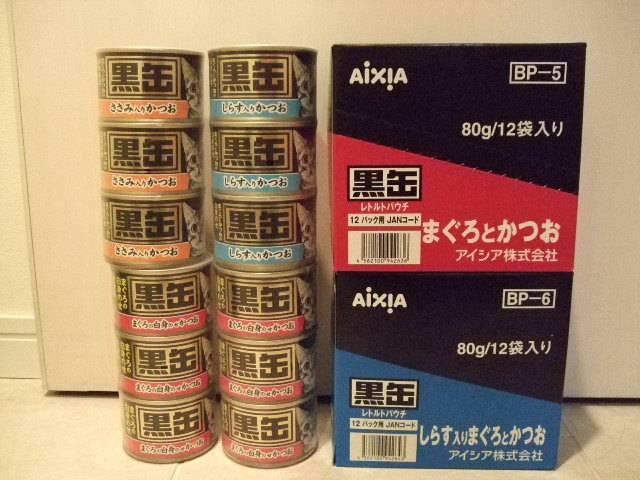 黒缶
ささみ入りかつお
黒缶
ささみ入りかつお
黒缶
ささみ入りかつお
黒缶
まぐろの白身のせかつお
黒缶
まぐろの白身のせかつお
黒缶
まぐろの白身のせかつお
黒缶
しらす入りかつお
黒缶
しらす入りかつお
黒缶
しらす入りかつお
黒缶
まぐろの白身のせかつお
黒缶
まぐろの白身のせかつお
黒缶
まぐろの白身のせかつお
AIXIA
BP-5
80g/12袋入り
黒缶
レトルトパウチ
12 パック用 JANコード
4 562100 942636
まぐろとかつお
アイシア株式会社
AIXIA
BP-6
80g/12袋入り
黒缶
レトルトパウチ
12 パック用 JANコード
しらす入りまぐろとかつお
アイシア株式会社